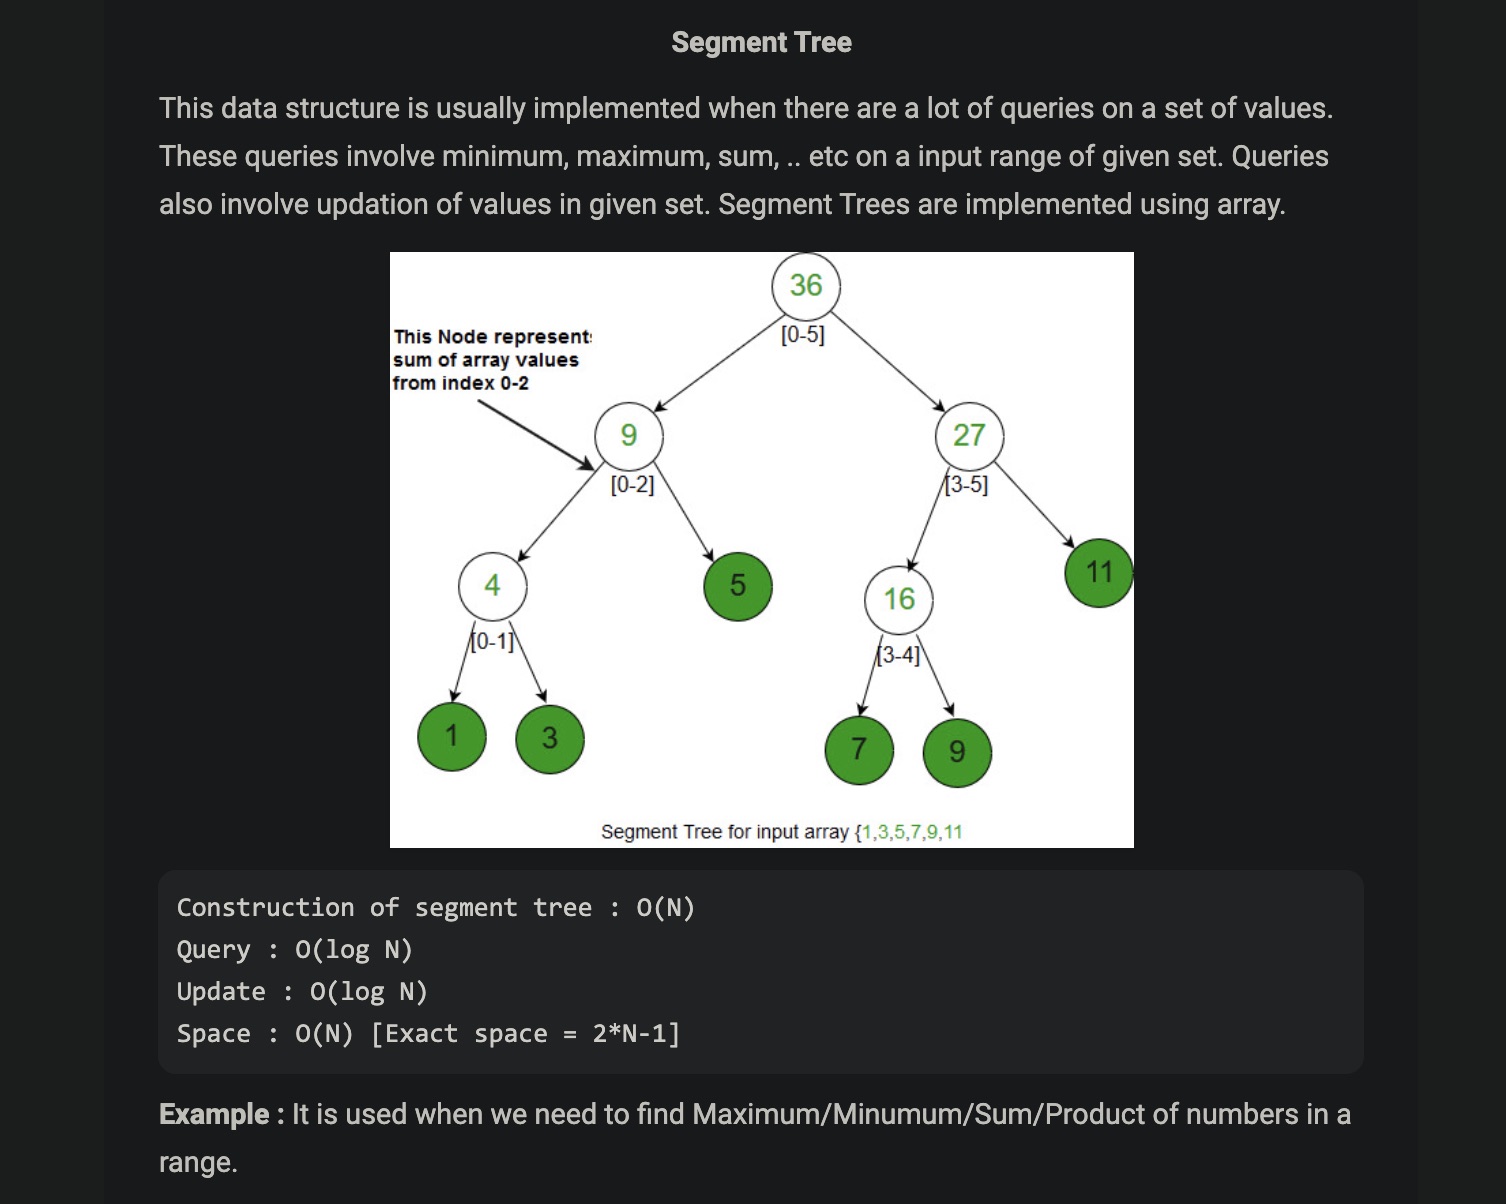 Segment Tree
This data structure is usually implemented when there are a lot of queries on a set of values.
These queries involve minimum, maximum, sum, .. etc on a input range of given set. Queries
also involve updation of values in given set. Segment Trees are implemented using array.
36
[0-5]
This Node represents
sum of array values
from index 0-2
9
27
[0-2]
[3-5]
4
5
16
11
[0-1]
[3-4]
1
3
7
9
Segment Tree for input array {1,3,5,7,9,11
Construction of segment tree : O(N)
Query : O(log N)
Update : O(log N)
Space : O(N) [Exact space = 2*N-1]
Example : It is used when we need to find Maximum/Minumum/Sum/Product of numbers in a
range.